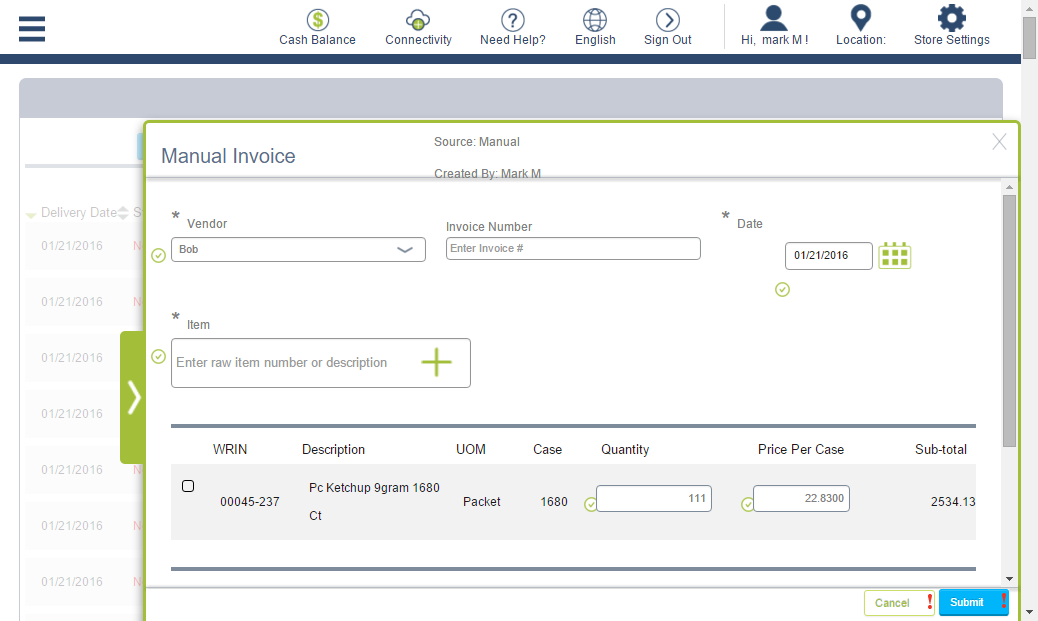 Cash Balance
Connectivity
Need Help?
English
Sign Out
Hi, mark M !
Location:
Store Settings
Manual Invoice
Source: Manual
Created By: Mark M
Delivery Date
* Vendor
Bob
Invoice Number
Enter Invoice #
* Date
01/21/2016
* Item
Enter raw item number or description
WRIN Description UOM Case Quantity Price Per Case Sub-total
00045-237 Pc Ketchup 9gram 1680 Packet 1680 111 22.8300 2534.13
Ct
01/21/2016
01/21/2016
01/21/2016
01/21/2016
01/21/2016
01/21/2016
01/21/2016
Cancel !
Submit !